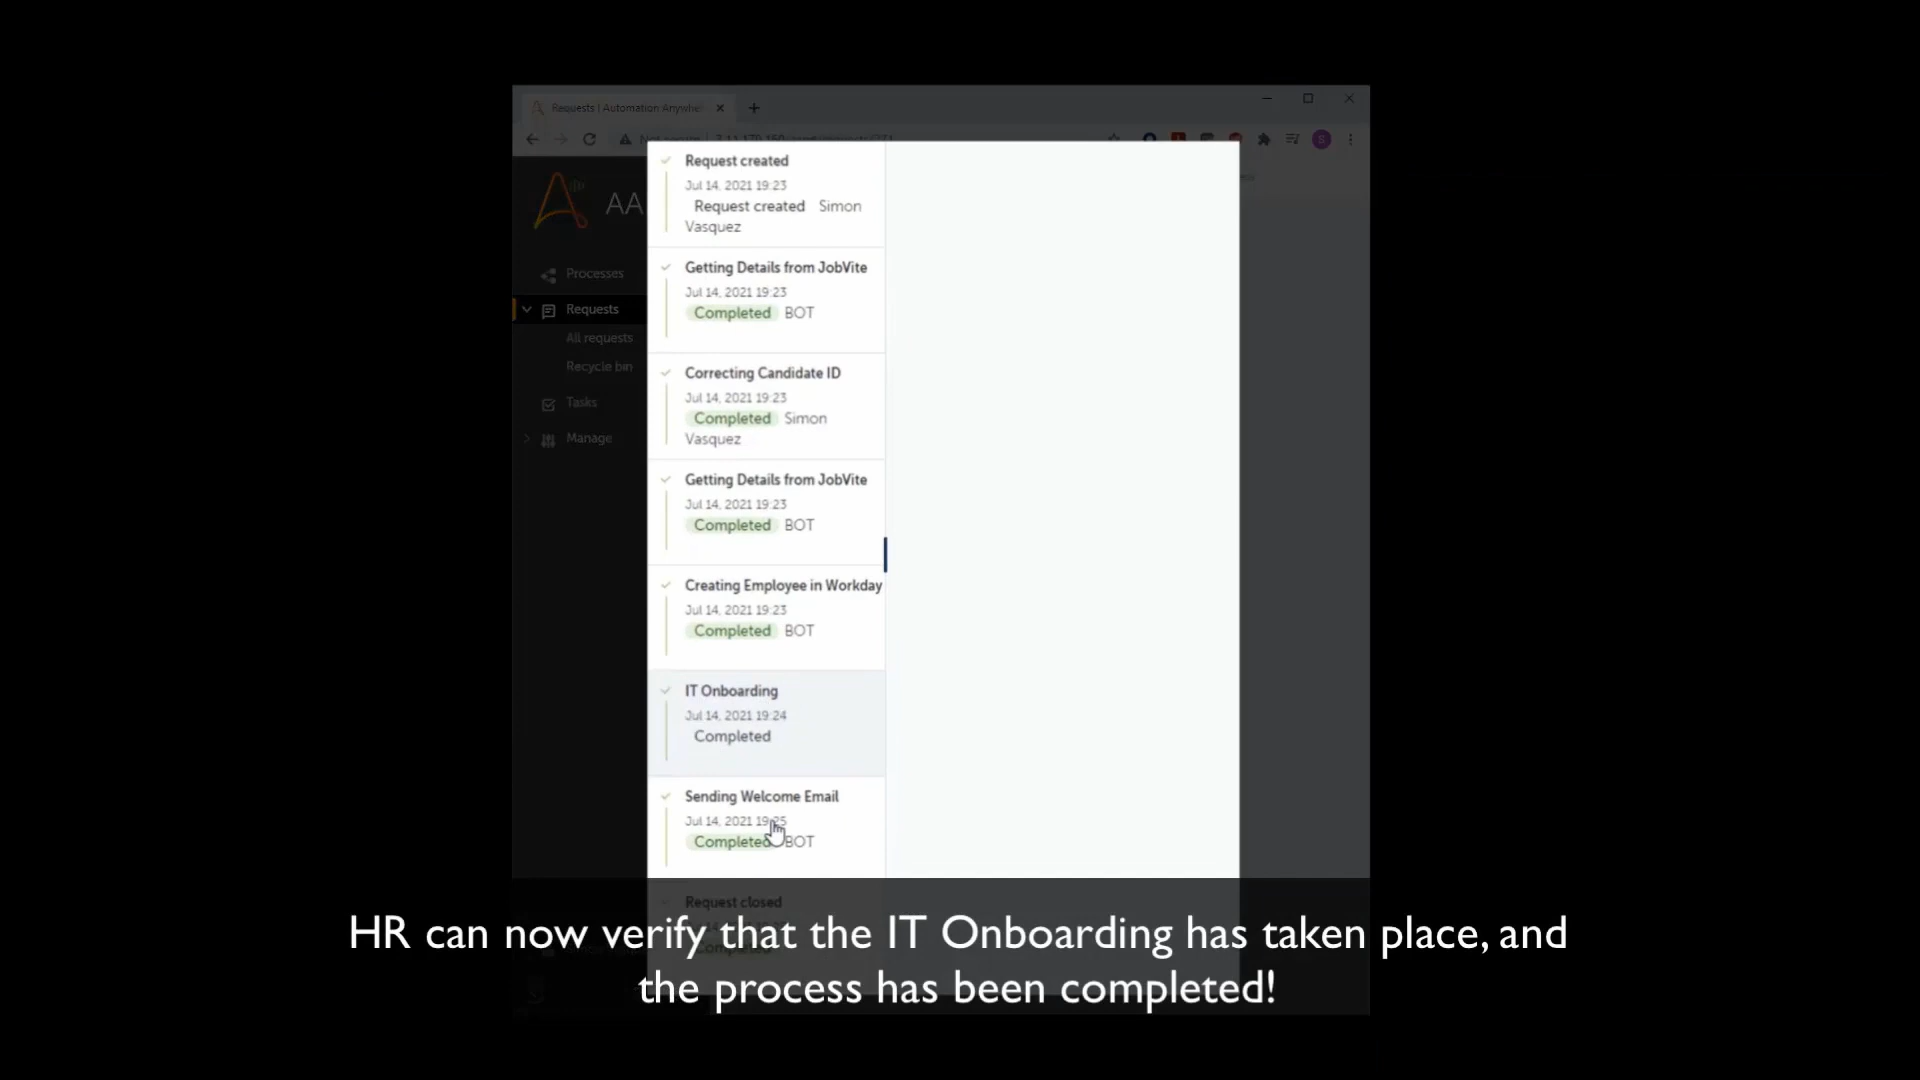 Requests | Automation Anywhe
AA
Processes
Requests
All requests
Recycle bin
Tasks
Manage
Request created
Jul 14, 2021 19:23
Request created Simon
Vasquez
Getting Details from JobVite
Jul 14, 2021 19:23
Completed BOT
Correcting Candidate ID
Jul 14, 2021 19:23
Completed Simon
Vasquez
Getting Details from JobVite
Jul 14, 2021 19:23
Completed BOT
Creating Employee in Workday
Jul 14, 2021 19:23
Completed BOT
IT Onboarding
Jul 14, 2021 19:24
Completed
Sending Welcome Email
Jul 14, 2021 19:25
Completed BOT
Request closed
Completed
HR can now verify that the IT Onboarding has taken place, and
the process has been completed!